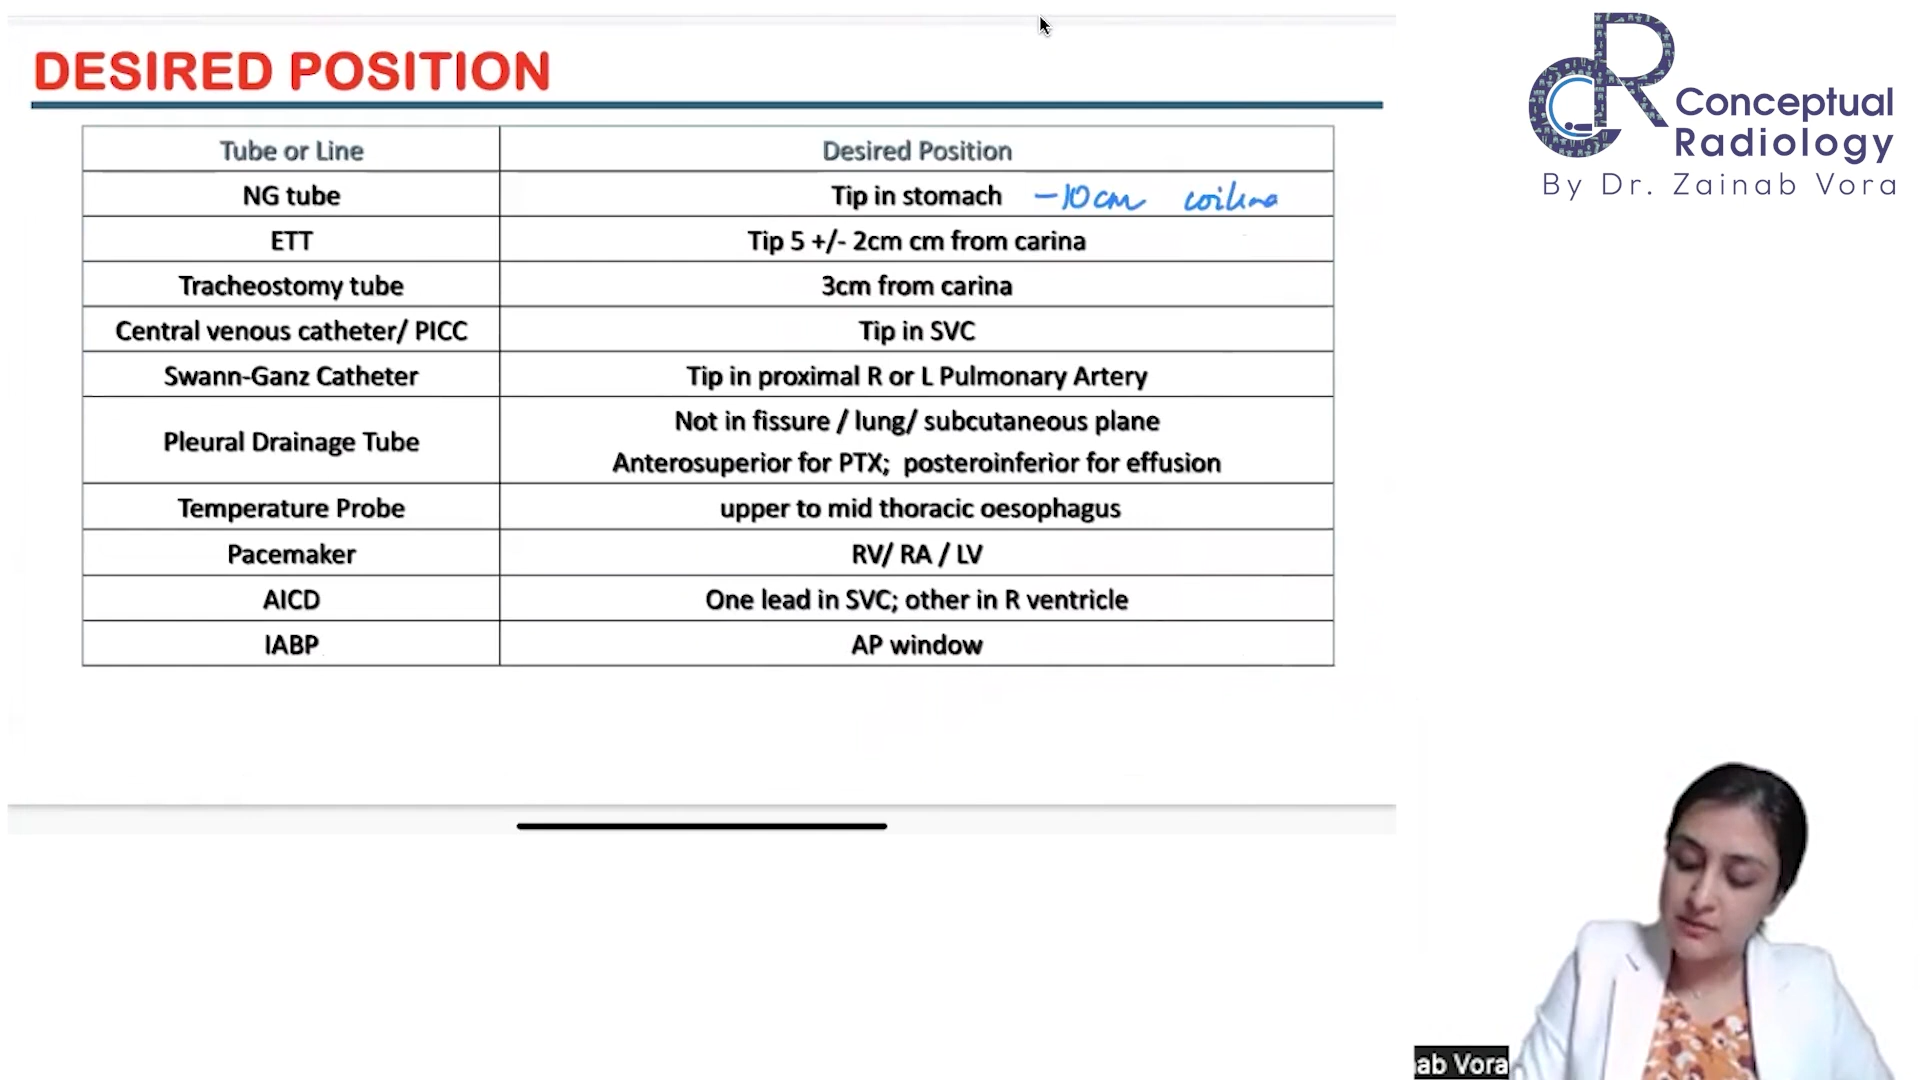 DESIRED POSITION
Tube or Line Desired Position
NG tube Tip in stomach – 10 cm coiling
ETT Tip 5 +/- 2cm cm from carina
Tracheostomy tube 3cm from carina
Central venous catheter/ PICC Tip in SVC
Swann-Ganz Catheter Tip in proximal R or L Pulmonary Artery
Pleural Drainage Tube Not in fissure / lung/ subcutaneous plane
Anterosuperior for PTX; posteroinferior for effusion
Temperature Probe upper to mid thoracic oesophagus
Pacemaker RV/ RA / LV
AICD One lead in SVC; other in R ventricle
IABP AP window
CR Conceptual
Radiology
By Dr. Zainab Vora
ab Vora